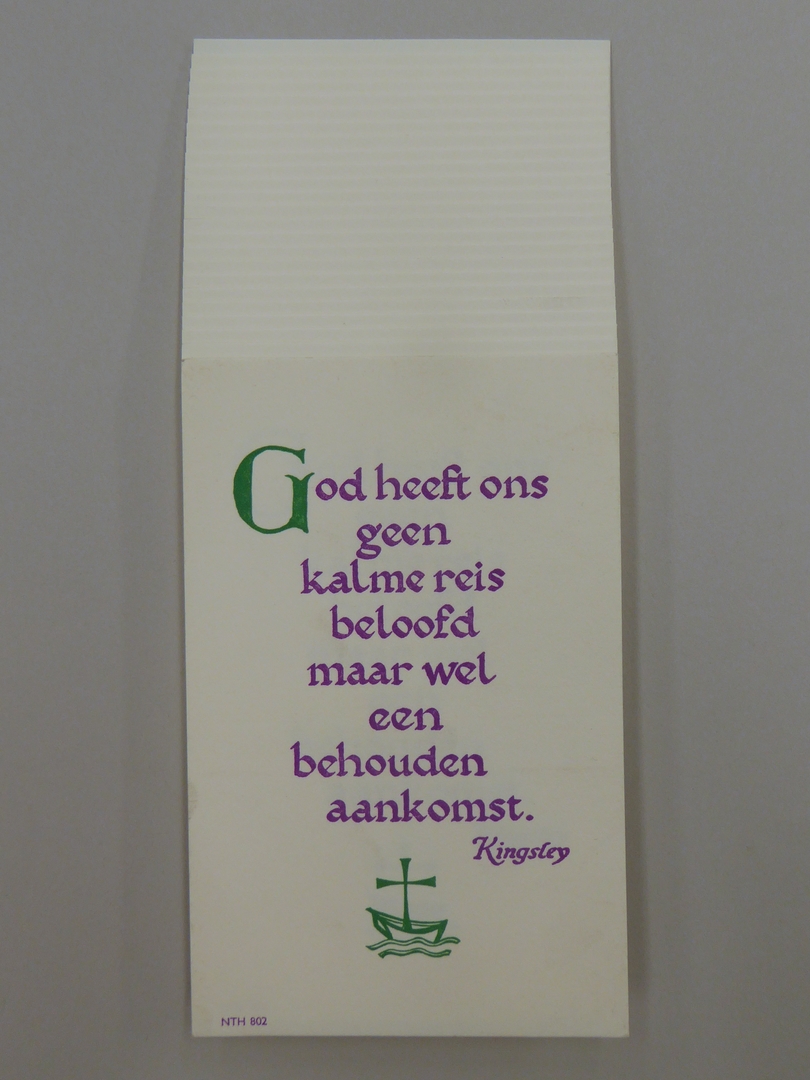 God heeft ons
geen
kalme reis
beloofd
maar wel
een
behouden
aankomst.
Kingsley
NTH 802